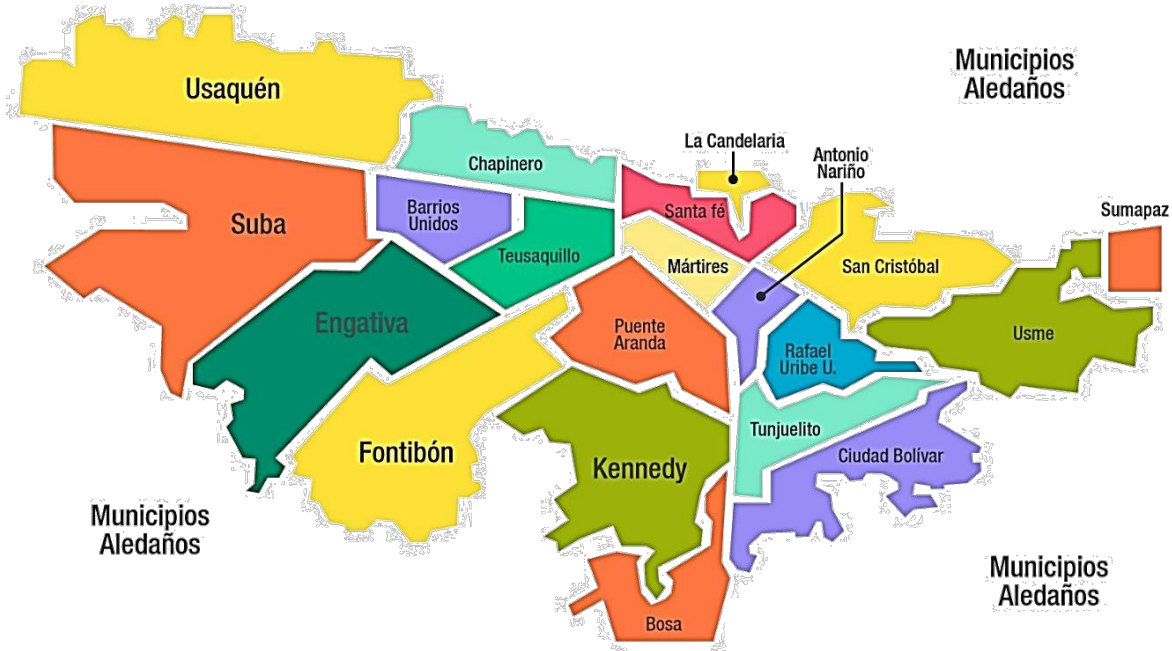 Usaquén
Municipios
Aledaños
La Candelaria
Antonio
Nariño
Chapinero
Suba
Barrios
Unidos
Santa fé
Sumapaz
Teusaquillo
Mártires
San Cristóbal
Engativa
Puente
Aranda
Rafael
Uribe U.
Usme
Fontibón
Kennedy
Tunjuelito
Ciudad Bolívar
Municipios
Aledaños
Municipios
Aledaños
Bosa